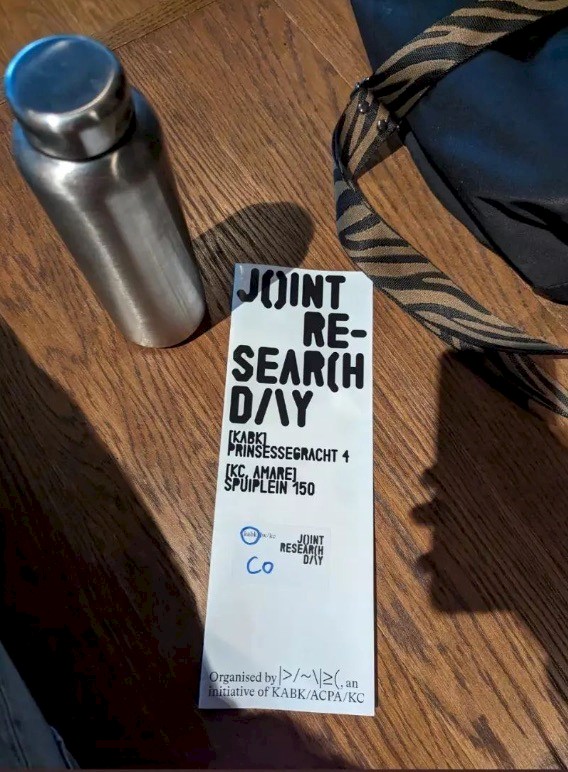 J()INT
RE-
SEAR(H
D/\Y
[KABK]
PRINSESSEGRACHT 4
[KC, AMARE]
SPUIPLEIN 150
kabk
J()INT
RESEAR(H
D/\Y
Co
Organised by |>/~\|≥(, an
initiative of KABK/ACPA/KC